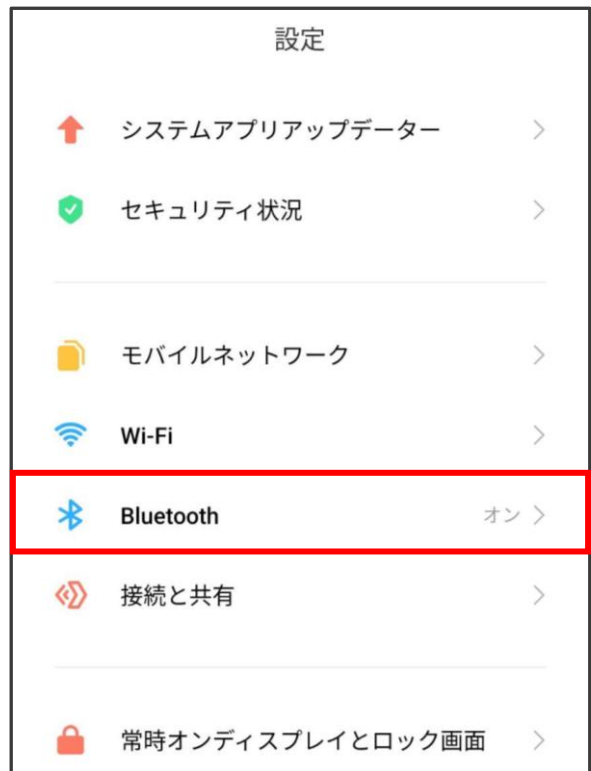 設定
システムアプリアップデーター
セキュリティ状況
モバイルネットワーク
Wi-Fi
Bluetooth オン
接続と共有
常時オンディスプレイとロック画面